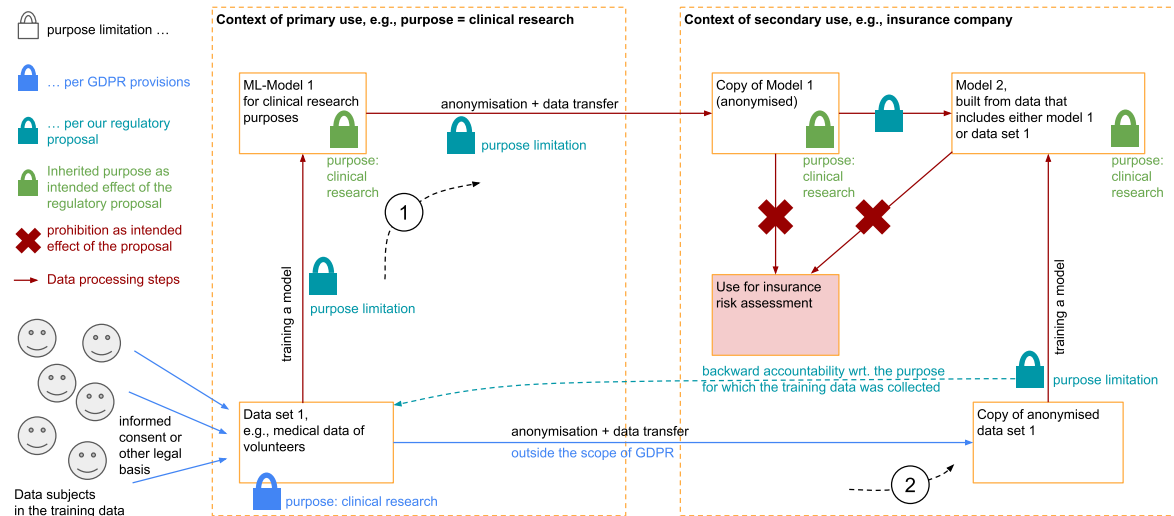 purpose limitation …
… per GDPR provisions
… per our regulatory
proposal
Inherited purpose as
intended effect of the
regulatory proposal
prohibition as intended
effect of the proposal
Data processing steps
informed
consent or
other legal
basis
Data subjects
in the training data
Context of primary use, e.g., purpose = clinical research
ML-Model 1
for clinical research
purposes
purpose:
clinical
research
anonymisation + data transfer
purpose limitation
1
training a model
purpose limitation
Data set 1,
e.g., medical data of
volunteers
purpose: clinical research
anonymisation + data transfer
outside the scope of GDPR
Context of secondary use, e.g., insurance company
Copy of Model 1
(anonymised)
purpose:
clinical
research
Model 2,
built from data that
includes either model 1
or data set 1
purpose:
clinical
research
Use for insurance
risk assessment
training a model
backward accountability wrt. the purpose
for which the training data was collected
purpose limitation
Copy of anonymised
data set 1
2